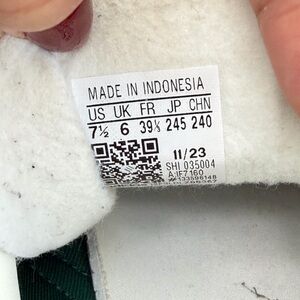 MADE IN INDONESIA
US UK FR JP CHN
7½ 6 39⅓ 245 240
11/23
SHI 035004
A:IF7160
#133596148